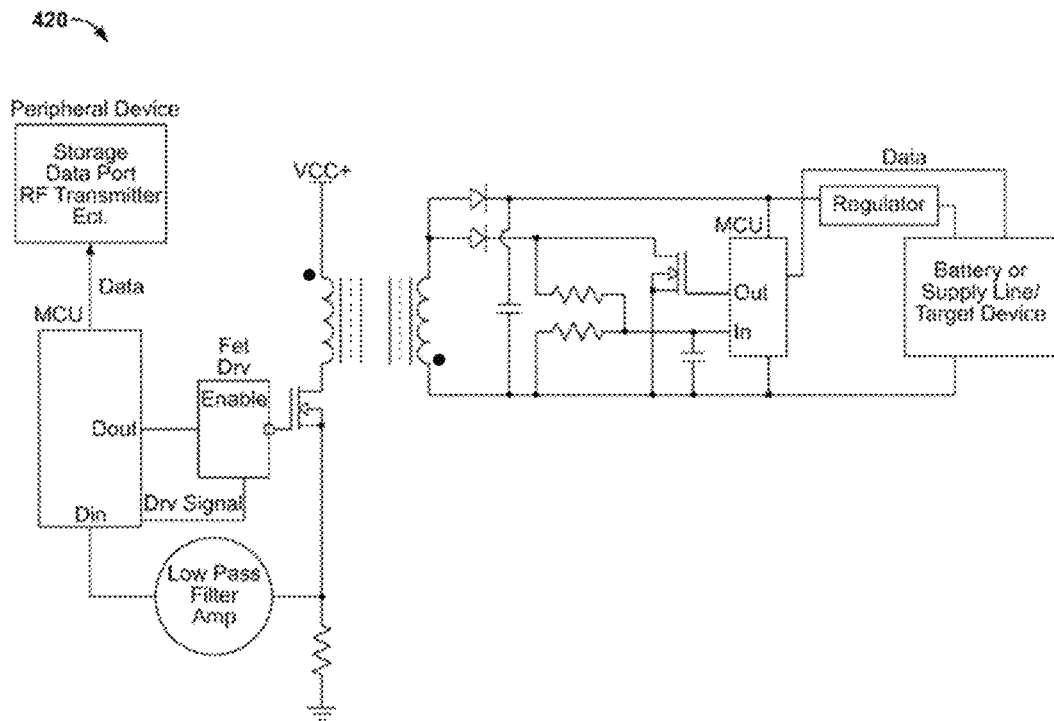 420
Peripheral Device
Storage
Data Port
RF Transmitter
Ect.
Data
MCU
Dout
Din
Fet
Drv
Enable
Drv Signal
Low Pass
Filter
Amp
VCC+
Data
MCU
Out
In
Regulator
Battery or
Supply Line/
Target Device